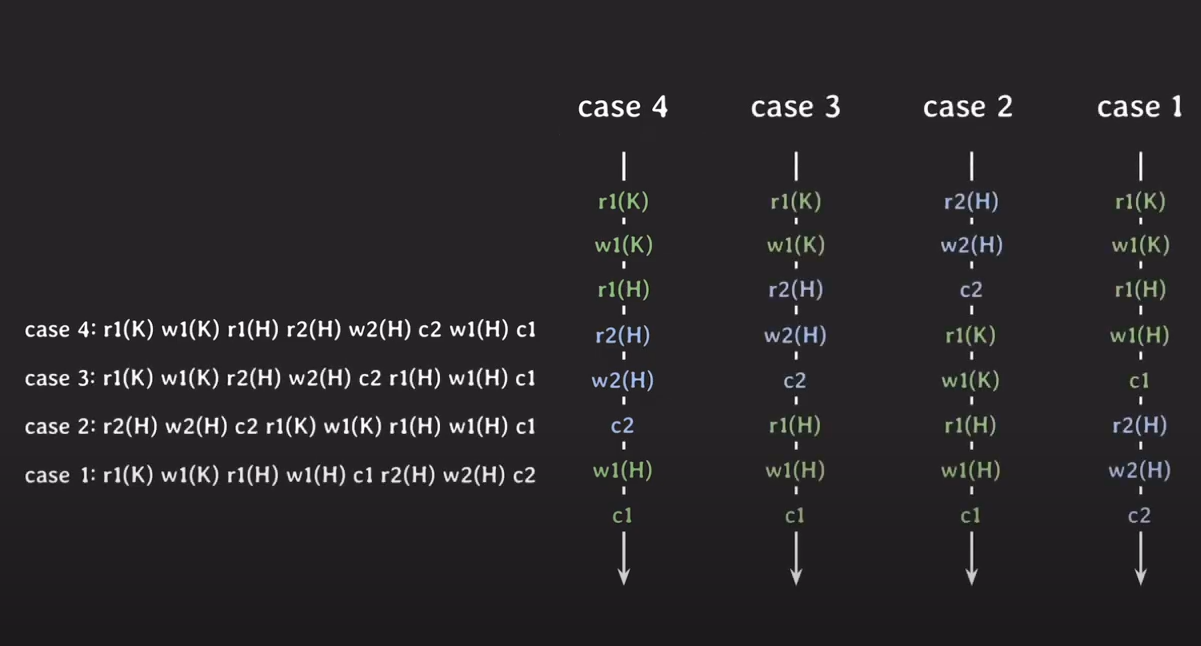 case 4 case 3 case 2 case 1
r1(K) r1(K) r2(H) r1(K)
w1(K) w1(K) w2(H) w1(K)
r1(H) r2(H) c2 r1(H)
r2(H) w2(H) r1(K) w1(H)
w2(H) c2 w1(K) c1
c2 r1(H) r1(H) r2(H)
w1(H) w1(H) w1(H) w2(H)
c1 c1 c1 c2
case 4: r1(K) w1(K) r1(H) r2(H) w2(H) c2 w1(H) c1
case 3: r1(K) w1(K) r2(H) w2(H) c2 r1(H) w1(H) c1
case 2: r2(H) w2(H) c2 r1(K) w1(K) r1(H) w1(H) c1
case 1: r1(K) w1(K) r1(H) w1(H) c1 r2(H) w2(H) c2